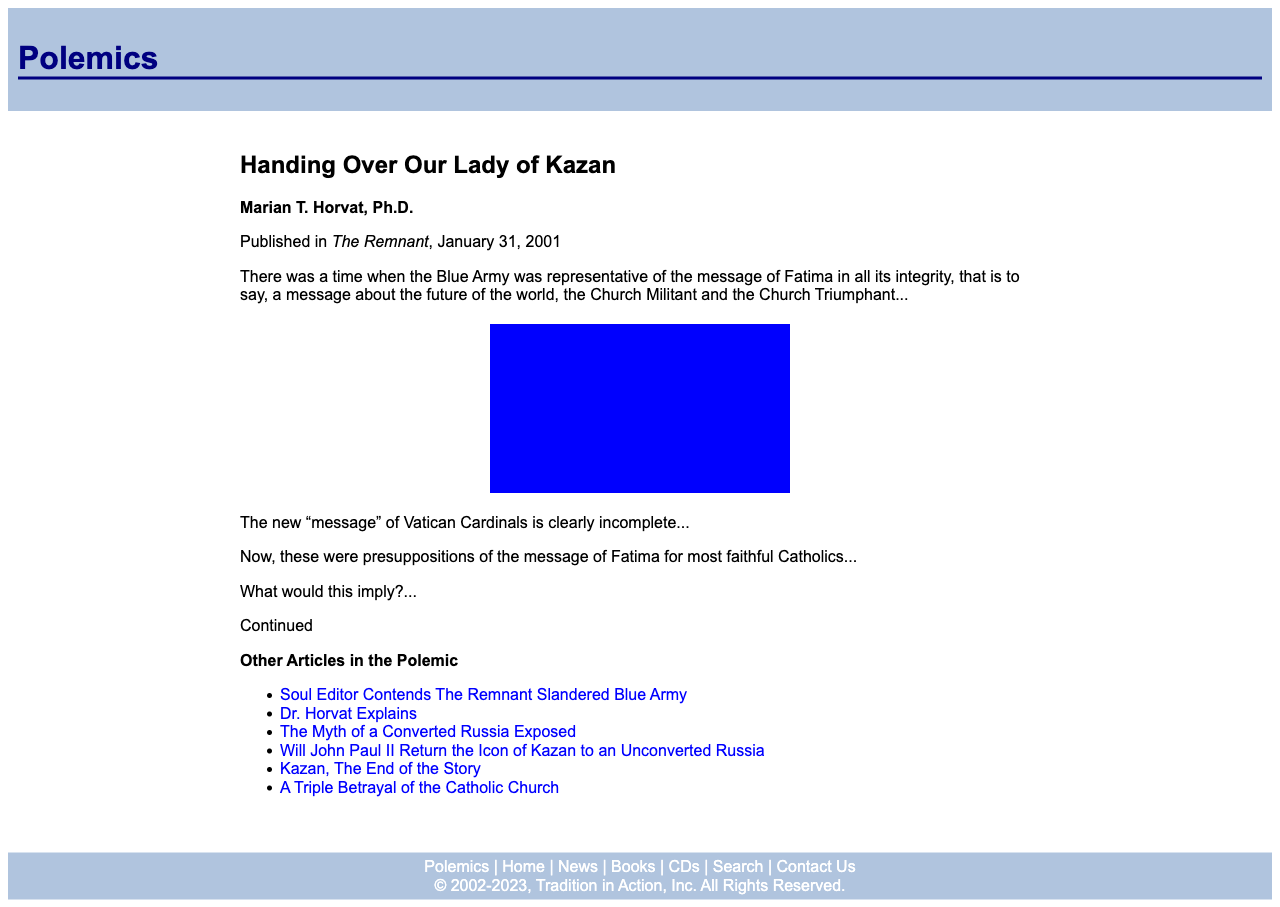 Polemics
Handing Over Our Lady of Kazan
Marian T. Horvat, Ph.D.
Published in The Remnant, January 31, 2001
There was a time when the Blue Army was representative of the message of Fatima in all its integrity, that is to
say, a message about the future of the world, the Church Militant and the Church Triumphant...
The new “message” of Vatican Cardinals is clearly incomplete...
Now, these were presuppositions of the message of Fatima for most faithful Catholics...
What would this imply?...
Continued
Other Articles in the Polemic
• Soul Editor Contends The Remnant Slandered Blue Army
• Dr. Horvat Explains
• The Myth of a Converted Russia Exposed
• Will John Paul II Return the Icon of Kazan to an Unconverted Russia
• Kazan, The End of the Story
• A Triple Betrayal of the Catholic Church
Polemics | Home | News | Books | CDs | Search | Contact Us
© 2002-2023, Tradition in Action, Inc. All Rights Reserved.